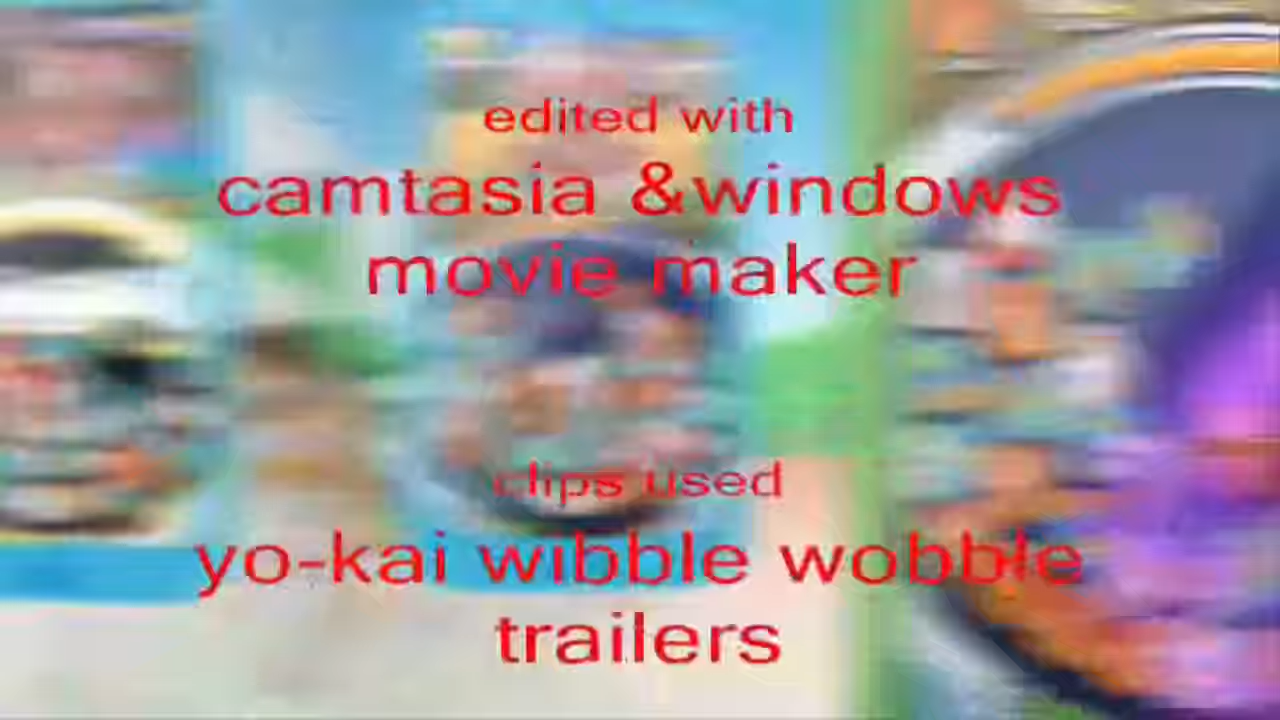 edited with
camtasia &windows
movie maker
clips used
yo-kai wibble wobble
trailers